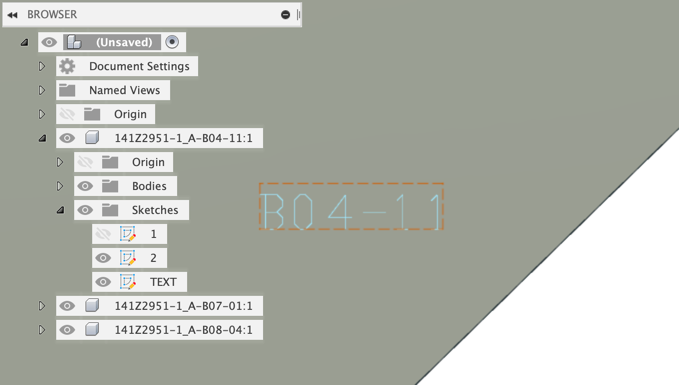 BROWSER
(Unsaved)
Document Settings
Named Views
Origin
141Z2951-1_A-B04-11:1
Origin
Bodies
Sketches
1
2
TEXT
141Z2951-1_A-B07-01:1
141Z2951-1_A-B08-04:1
B04-11